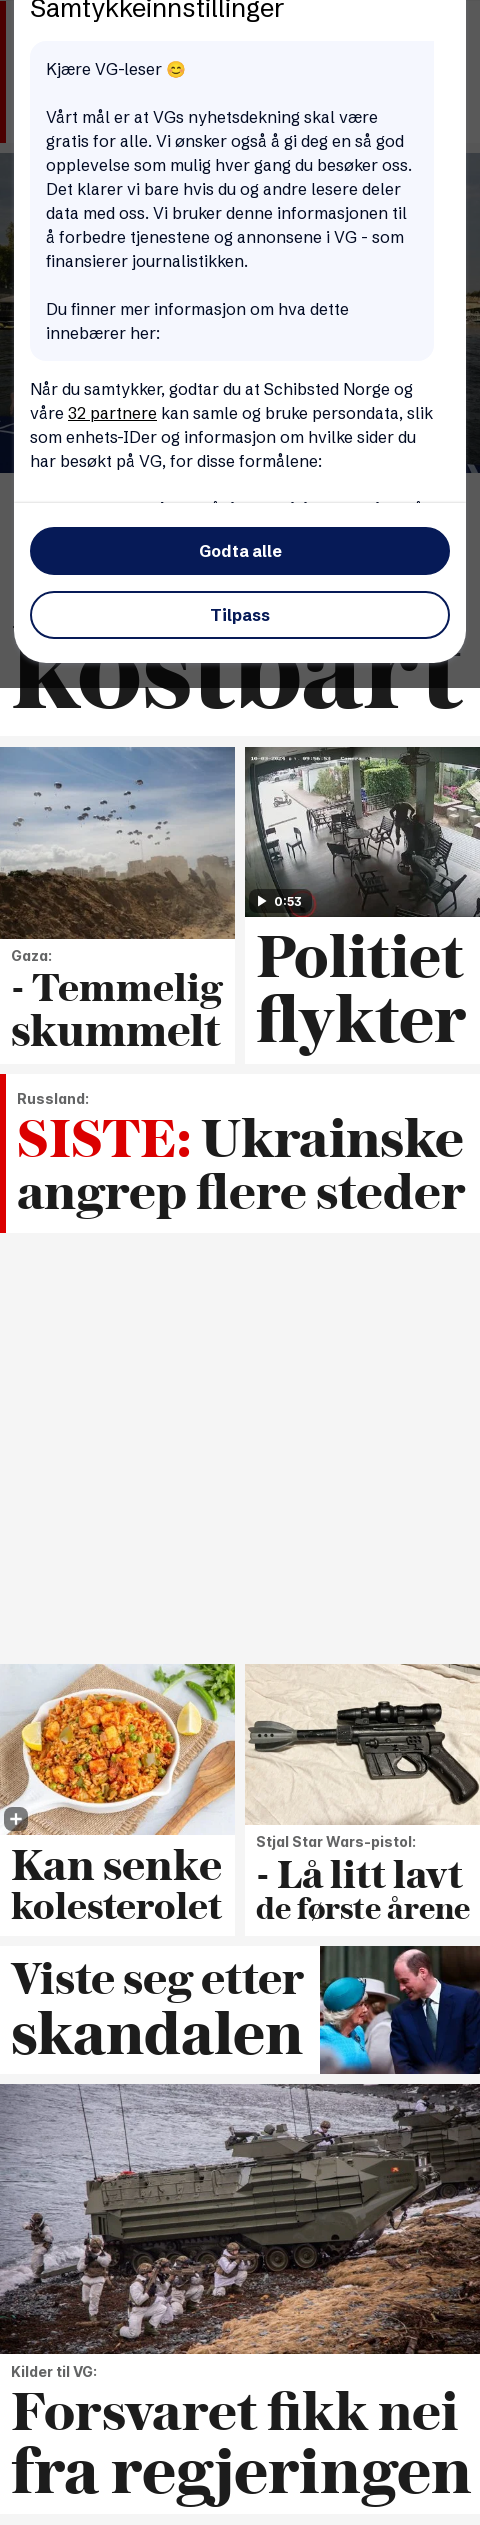 Samtykkeinnstillinger
Kjære VG-leser 😊
Vårt mål er at VGs nyhetsdekning skal være
gratis for alle. Vi ønsker også å gi deg en så god
opplevelse som mulig hver gang du besøker oss.
Det klarer vi bare hvis du og andre lesere deler
data med oss. Vi bruker denne informasjonen til
å forbedre tjenestene og annonsene i VG - som
finansierer journalistikken.
Du finner mer informasjon om hva dette
innebærer her:
Når du samtykker, godtar du at Schibsted Norge og
våre 32 partnere kan samle og bruke persondata, slik
som enhets-IDer og informasjon om hvilke sider du
har besøkt på VG, for disse formålene:
Godta alle
Tilpass
kostbart
0:53
Gaza:
- Temmelig
skummelt
Politiet
flykter
Russland:
SISTE: Ukrainske
angrep flere steder
Kan senke
kolesterolet
Stjal Star Wars-pistol:
- Lå litt lavt
de første årene
Viste seg etter
skandalen
Kilder til VG:
Forsvaret fikk nei
fra regjeringen